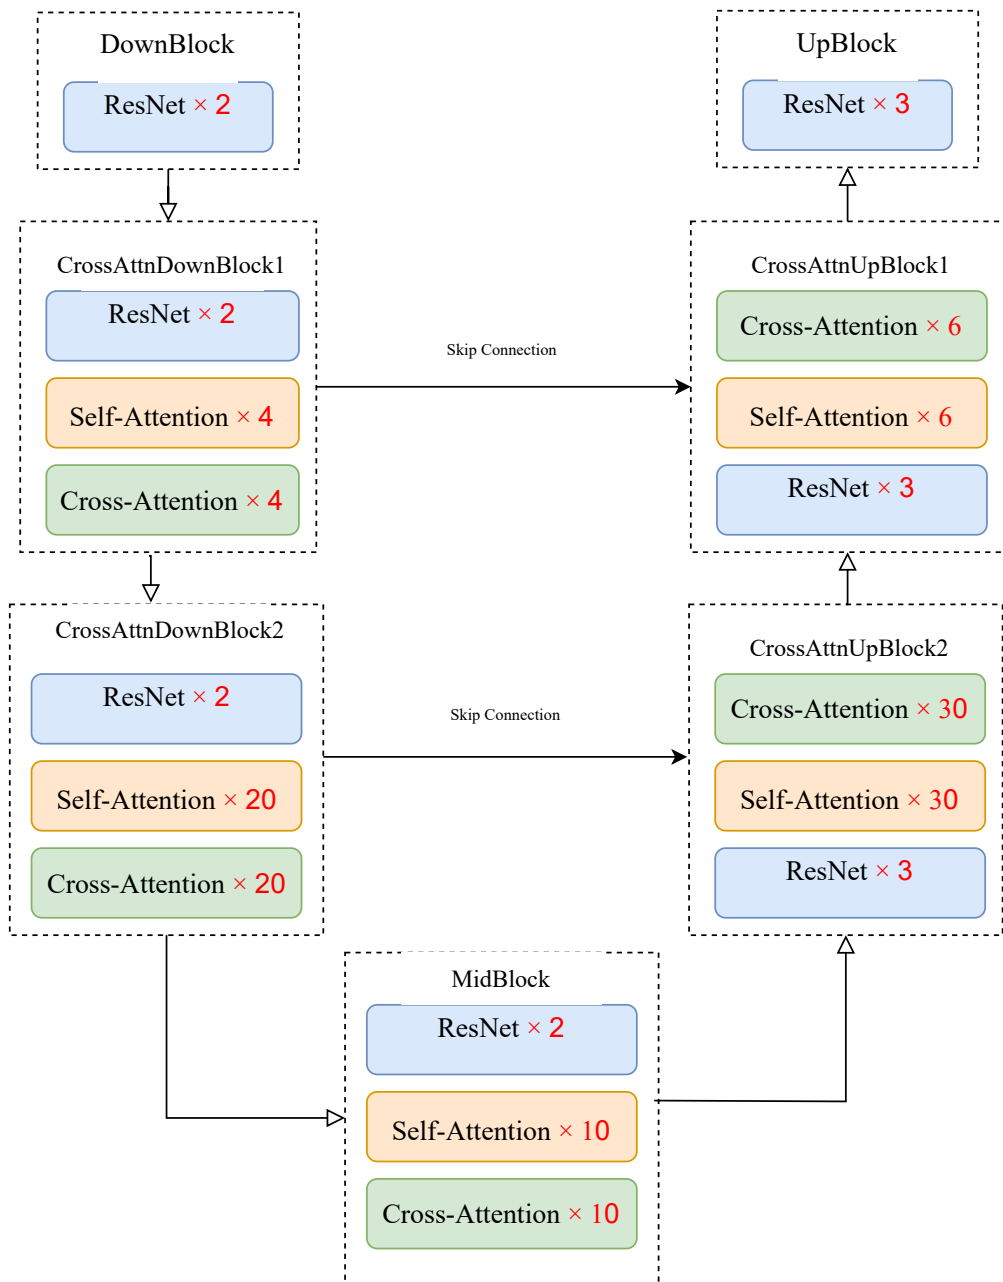 DownBlock
ResNet × 2
CrossAttnDownBlock1
ResNet × 2
Self-Attention × 4
Cross-Attention × 4
Skip Connection
CrossAttnDownBlock2
ResNet × 2
Self-Attention × 20
Cross-Attention × 20
Skip Connection
MidBlock
ResNet × 2
Self-Attention × 10
Cross-Attention × 10
UpBlock
ResNet × 3
CrossAttnUpBlock1
Cross-Attention × 6
Self-Attention × 6
ResNet × 3
CrossAttnUpBlock2
Cross-Attention × 30
Self-Attention × 30
ResNet × 3